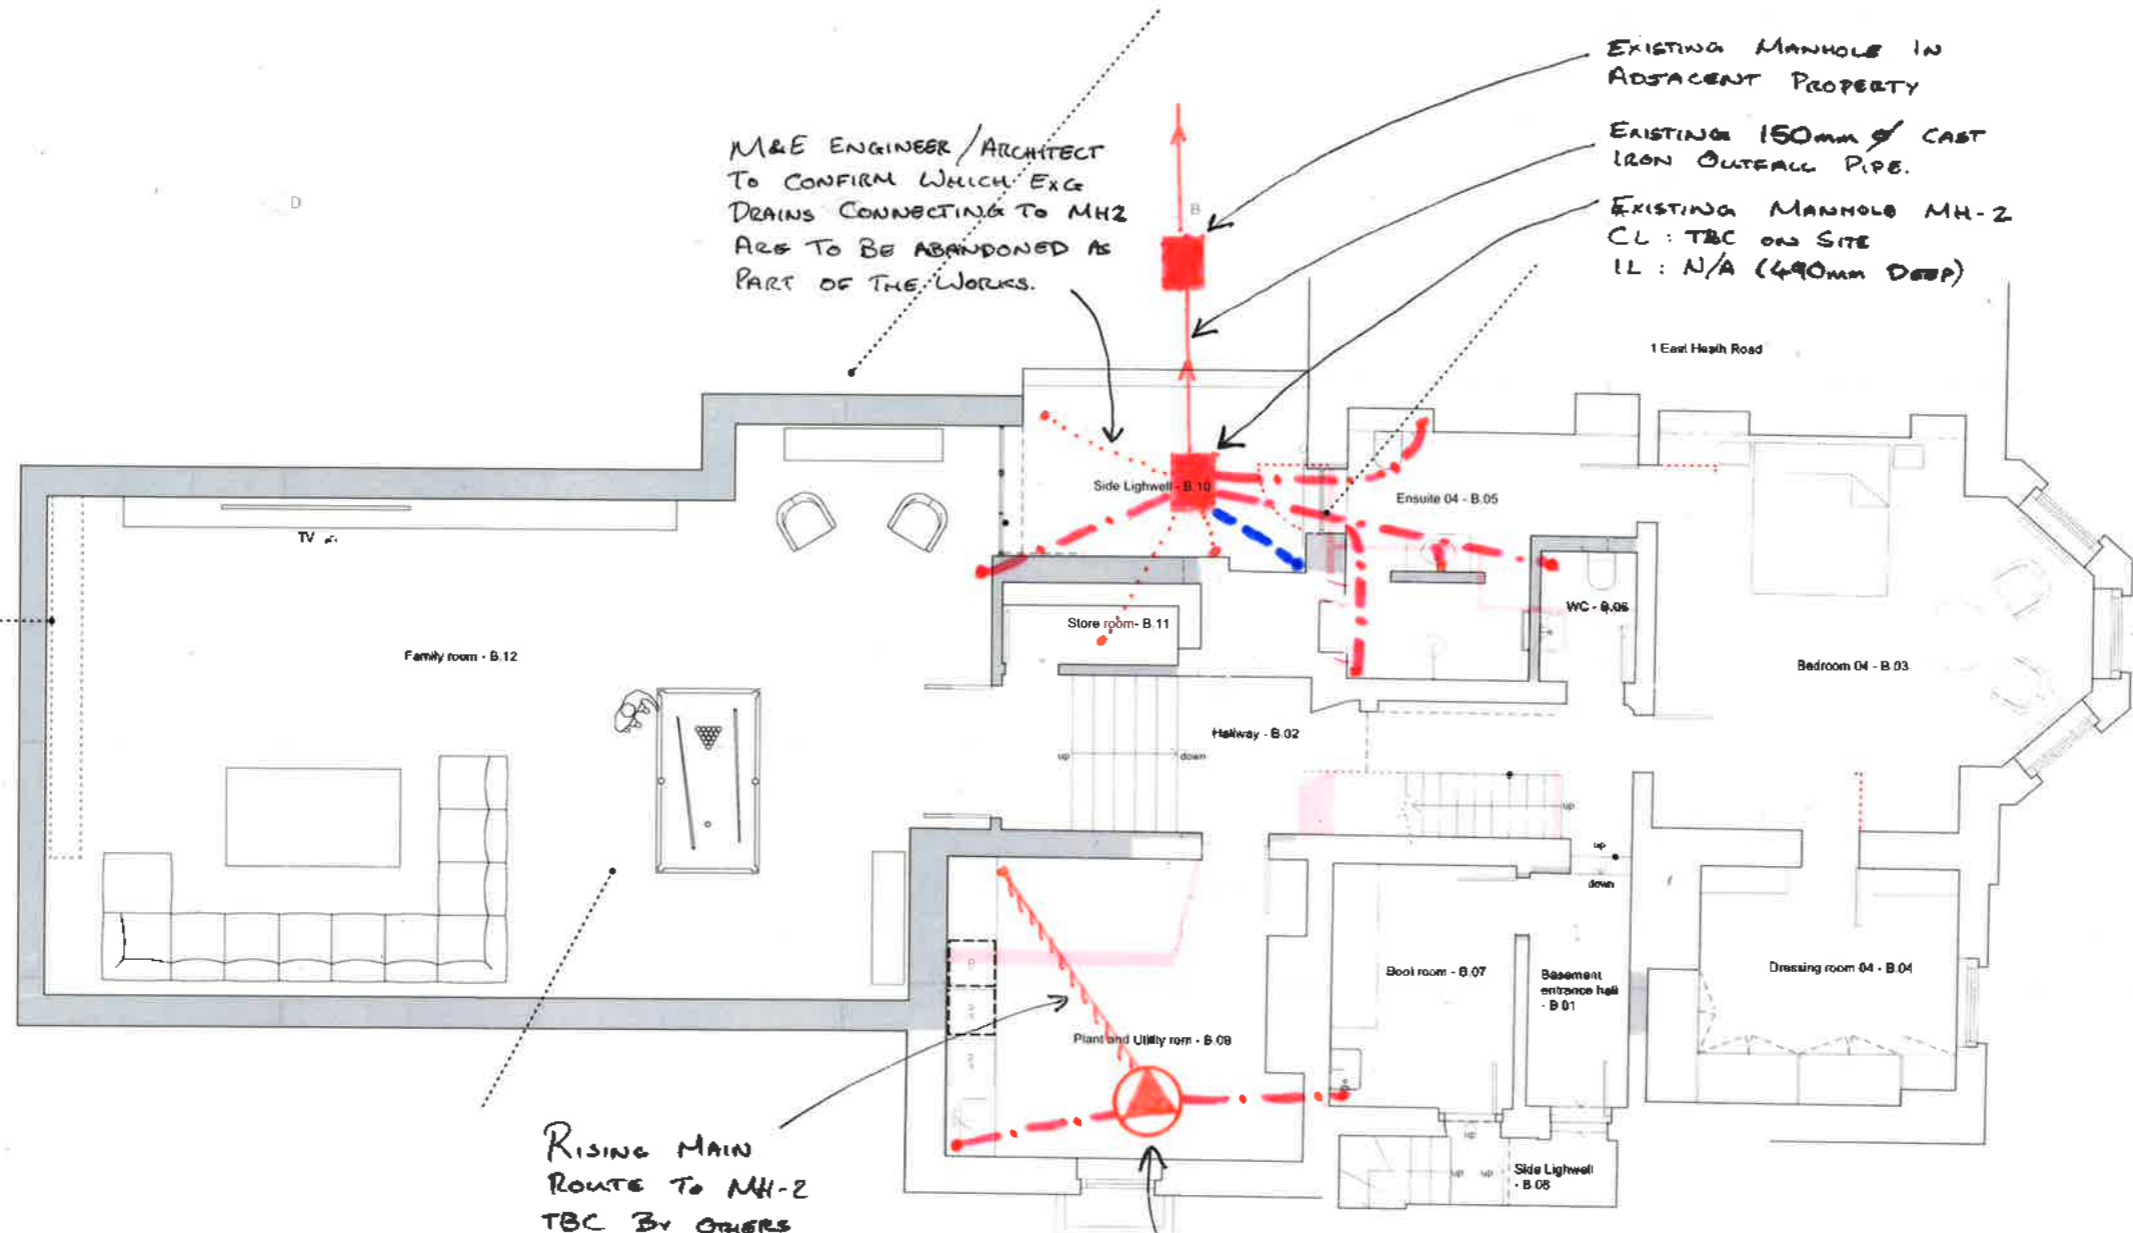 EXISTING MANHOLE IN
ADJACENT PROPERTY
EXISTING 150mm Ø CAST
IRON OUTFALL PIPE.
EXISTING MANHOLE MH-2
CL : TBC ON SITE
IL : N/A (490mm DEEP)
M&E ENGINEER / ARCHITECT
TO CONFIRM WHICH EXG
DRAINS CONNECTING TO MH2
ARE TO BE ABANDONED AS
PART OF THE WORKS.
D
B
1 East Heath Road
Side Lighwell - B.10
Ensuite 04 - B.05
TV
WC - B.06
Store room- B.11
Family room - B.12
Bedroom 04 - B.03
Hallway - B.02
up
down
up
up
down
Boot room - B.07
Basement
entrance hall
- B.01
Dressing room 04 - B.04
Plant and Utility rom - B.09
RISING MAIN
ROUTE TO MH-2
TBC BY OTHERS
up
up
up
Side Lighwell
- B.08